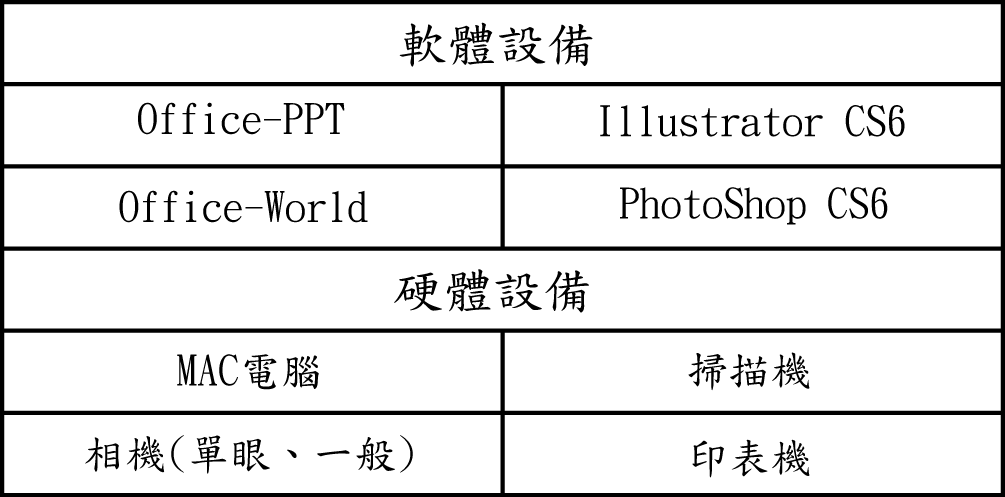 軟體設備
Office-PPT Illustrator CS6
Office-World PhotoShop CS6
硬體設備
MAC電腦 掃描機
相機(單眼、一般) 印表機